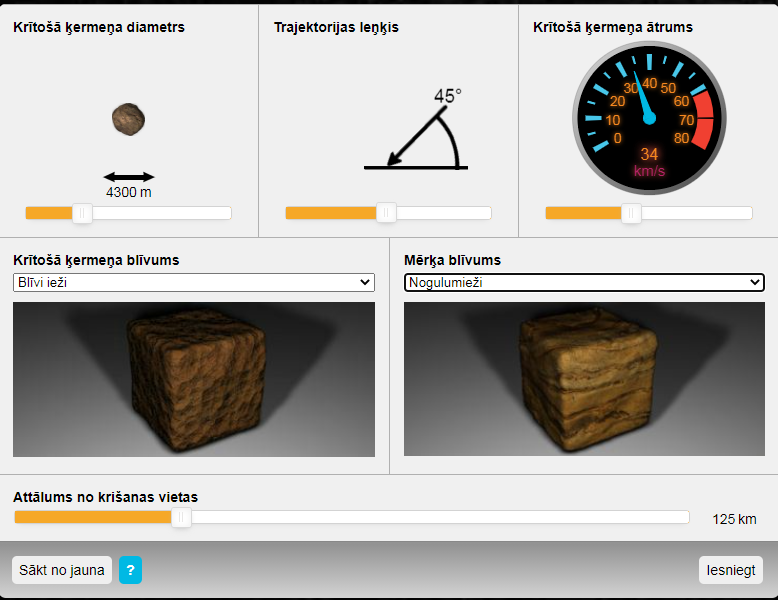 Krītošā ķermeņa diametrs
4300 m
Trajektorijas leņķis
45°
Krītošā ķermeņa ātrums
0 10 20 30 40 50 60 70 80
34
km/s
Krītošā ķermeņa blīvums
Blīvi ieži
Mērķa blīvums
Nogulumieži
Attālums no krišanas vietas
125 km
Sākt no jauna
?
Iesniegt